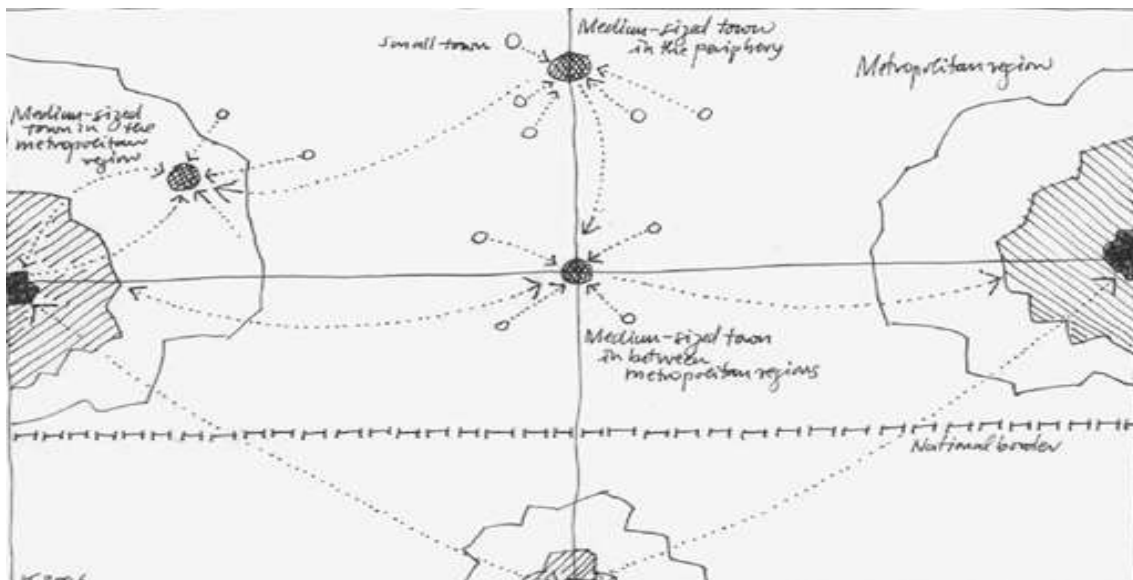 small town
Medium-sized town
in the periphery
Metropolitan region
Medium-sized
town in the
metropolitan
region
Medium-sized town
in between
metropolitan regions
National border